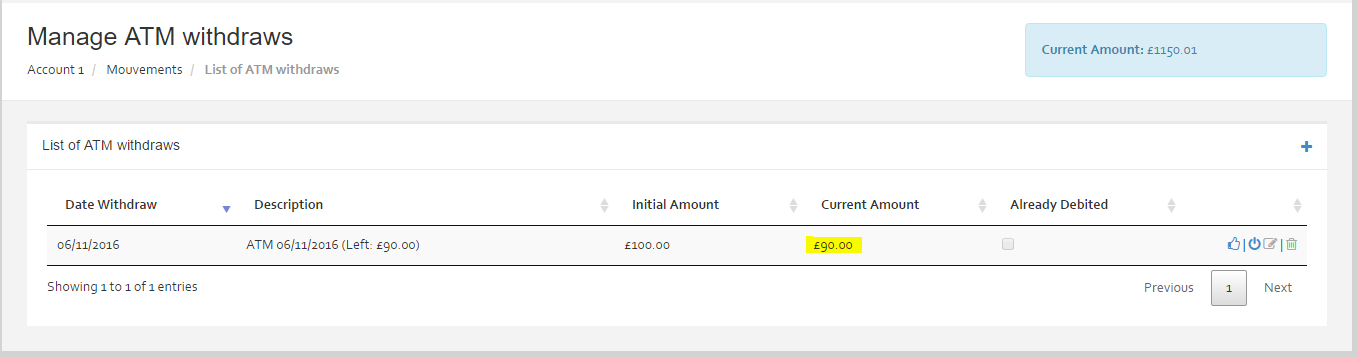 Manage ATM withdraws
Current Amount: £1150.01
Account 1 / Mouvements / List of ATM withdraws
List of ATM withdraws
Date Withdraw Description Initial Amount Current Amount Already Debited
06/11/2016 ATM 06/11/2016 (Left: £90.00) £100.00 £90.00 | |
Showing 1 to 1 of 1 entries Previous 1 Next